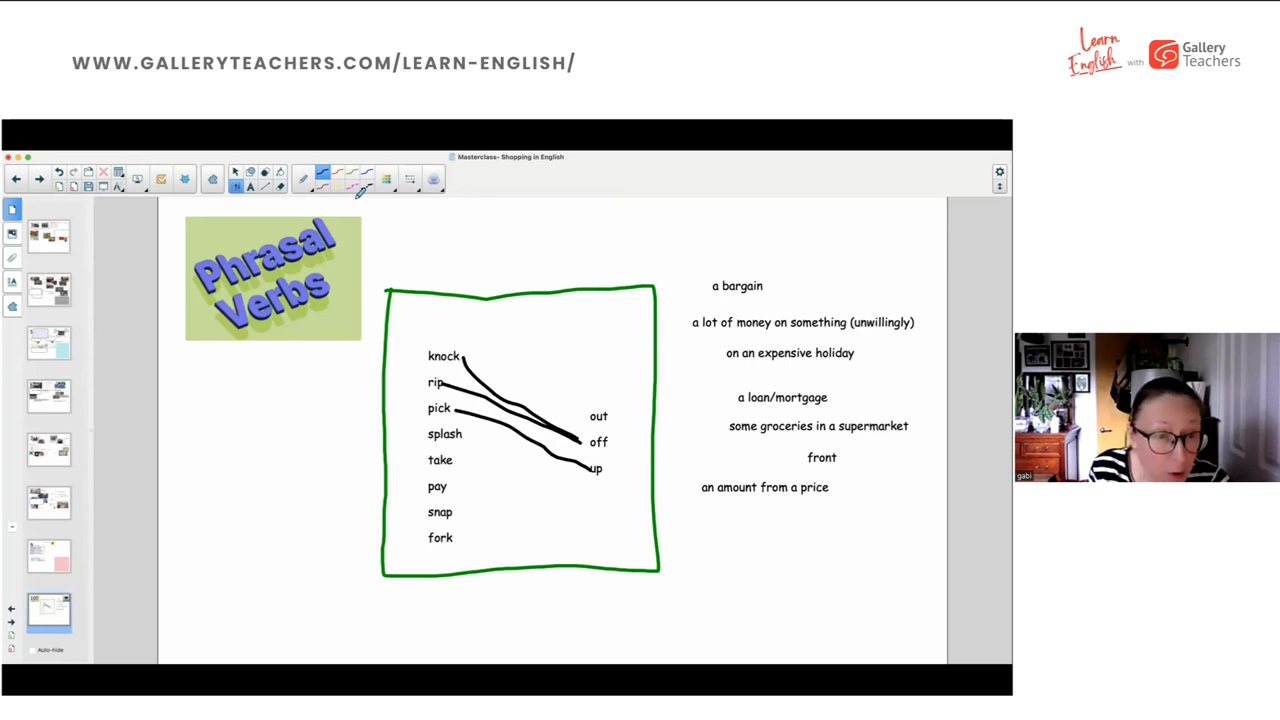 WWW.GALLERYTEACHERS.COM/LEARN-ENGLISH/
Learn
English
with
Gallery
Teachers
Masterclass- Shopping in English
Phrasal
Verbs
knock
rip
pick
splash
take
pay
snap
fork
out
off
up
a bargain
a lot of money on something (unwillingly)
on an expensive holiday
a loan/mortgage
some groceries in a supermarket
front
an amount from a price
gabi
Auto-hide